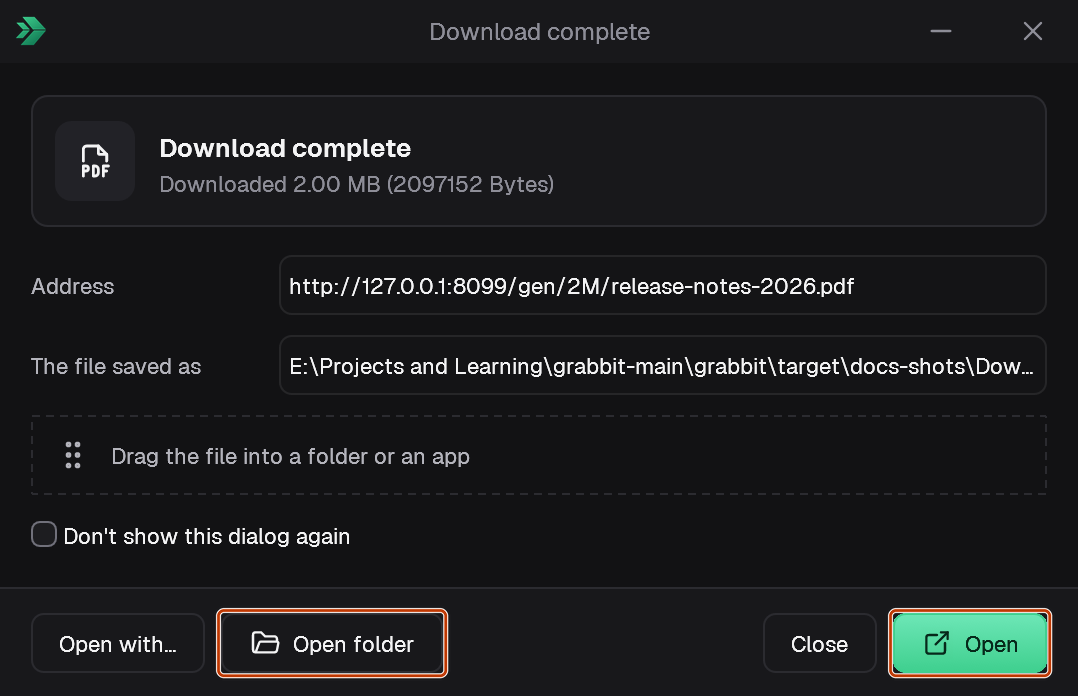 Download complete
PDF
Download complete
Downloaded 2.00 MB (2097152 Bytes)
Address
http://127.0.0.1:8099/gen/2M/release-notes-2026.pdf
The file saved as
E:\Projects and Learning\grabbit-main\grabbit\target\docs-shots\Dow...
Drag the file into a folder or an app
Don't show this dialog again
Open with...
Open folder
Close
Open